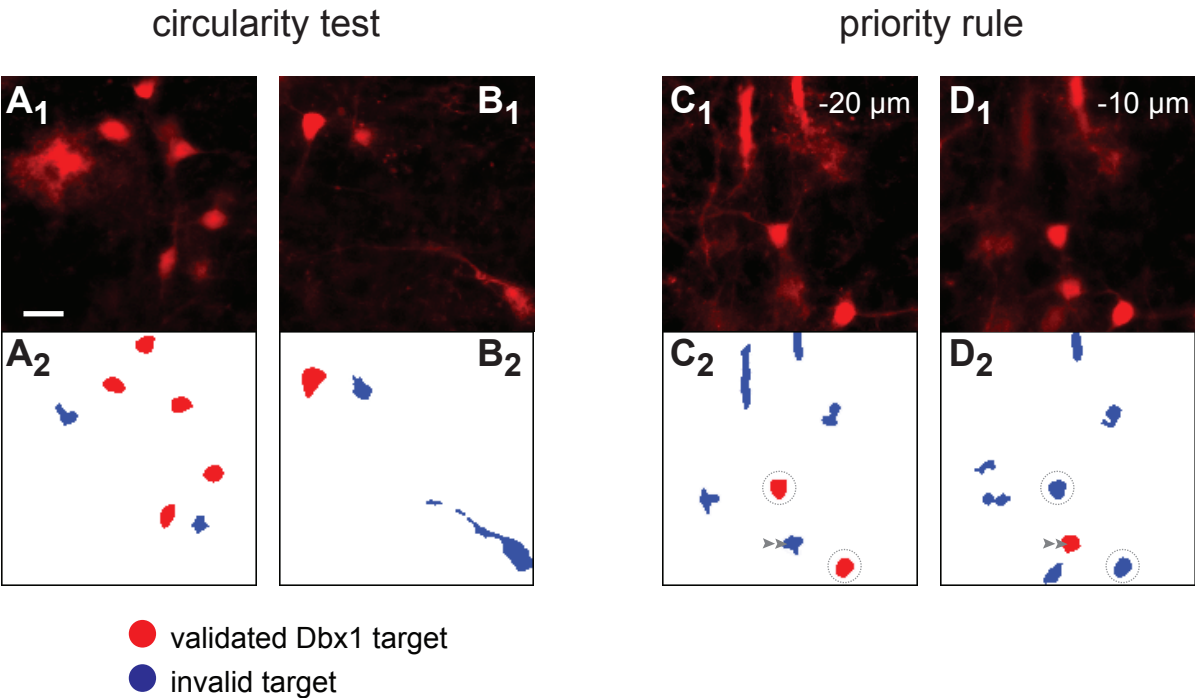 circularity test
priority rule
A1
B1
C1
-20 µm
D1
-10 µm
A2
B2
C2
D2
validated Dbx1 target
invalid target